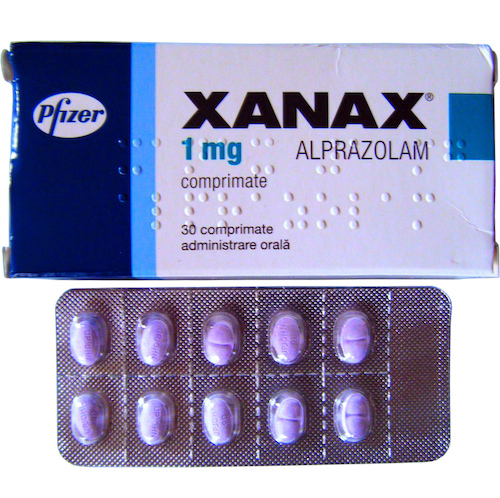 Pfizer
XANAX®
1 mg ALPRAZOLAM
comprimate
30 comprimate
administrare orală